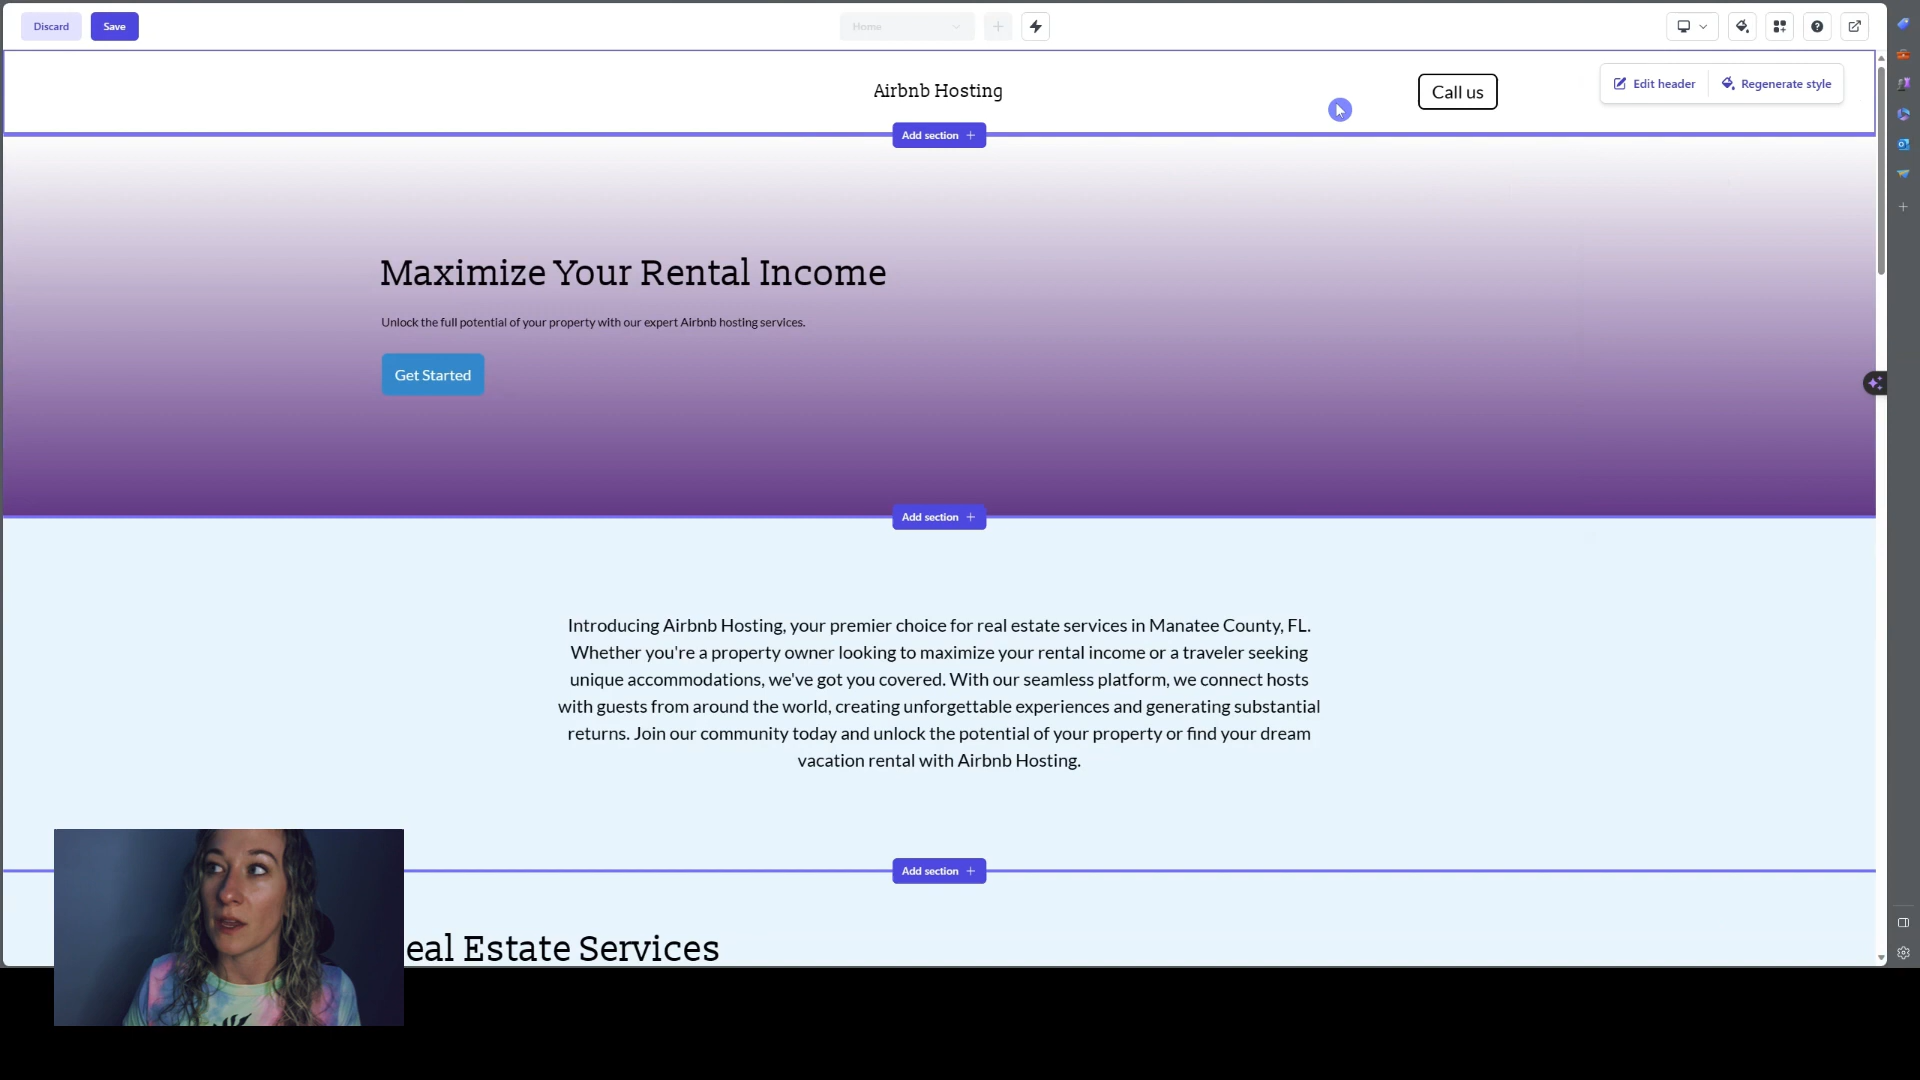 Discard
Save
Home
Airbnb Hosting
Call us
Edit header
Regenerate style
Add section
Maximize Your Rental Income
Unlock the full potential of your property with our expert Airbnb hosting services.
Get Started
Add section
Introducing Airbnb Hosting, your premier choice for real estate services in Manatee County, FL.
Whether you're a property owner looking to maximize your rental income or a traveler seeking
unique accommodations, we've got you covered. With our seamless platform, we connect hosts
with guests from around the world, creating unforgettable experiences and generating substantial
returns. Join our community today and unlock the potential of your property or find your dream
vacation rental with Airbnb Hosting.
Add section
eal Estate Services